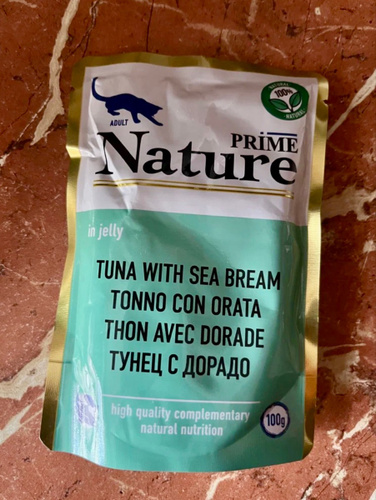 100%
NATURAL
ADULT
PRIME
Nature
in jelly
TUNA WITH SEA BREAM
TONNO CON ORATA
THON AVEC DORADE
ТУНЕЦ С ДОРАДО
high quality complementary
natural nutrition
100g